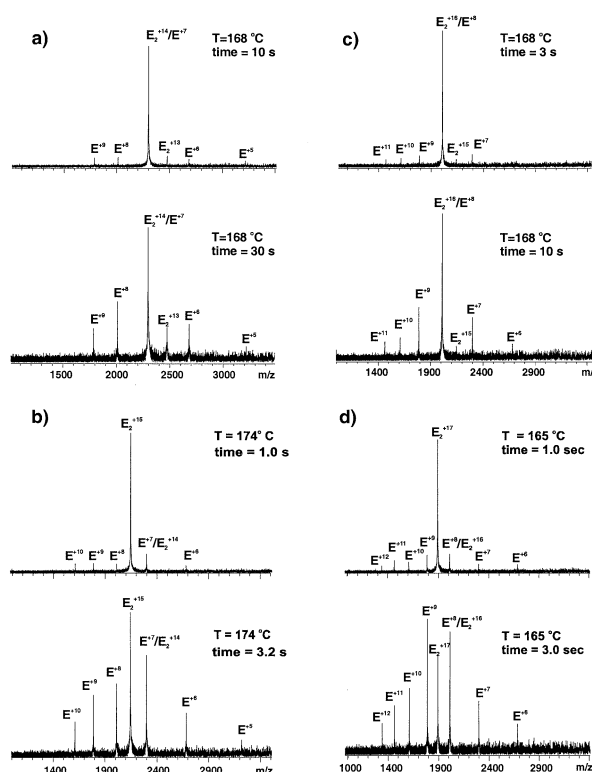 a)
E₂⁺¹⁴/E⁺⁷
T=168 °C
time = 10 s
E⁺⁹ E⁺⁸ E₂⁺¹³ E⁺⁶ E⁺⁵
E₂⁺¹⁴/E⁺⁷
T=168 °C
time = 30 s
E⁺⁹ E⁺⁸ E₂⁺¹³ E⁺⁶ E⁺⁵
1500 2000 2500 3000 m/z
c)
E₂⁺¹⁶/E⁺⁸
T=168 °C
time = 3 s
E⁺¹¹ E⁺¹⁰ E⁺⁹ E₂⁺¹⁵ E⁺⁷
E₂⁺¹⁶/E⁺⁸
T=168 °C
time = 10 s
E⁺¹¹ E⁺¹⁰ E⁺⁹ E₂⁺¹⁵ E⁺⁷ E⁺⁶
1400 1900 2400 2900 m/z
b)
E₂⁺¹⁵
T = 174° C
time = 1.0 s
E⁺¹⁰ E⁺⁹ E⁺⁸ E⁺⁷/E₂⁺¹⁴ E⁺⁶
E₂⁺¹⁵
T = 174 °C
time = 3.2 s
E⁺¹⁰ E⁺⁹ E⁺⁸ E⁺⁷/E₂⁺¹⁴ E⁺⁶ E⁺⁵
1400 1900 2400 2900 m/z
d)
E₂⁺¹⁷
T = 165 °C
time = 1.0 sec
E⁺¹² E⁺¹¹ E⁺¹⁰ E⁺⁹ E⁺⁸/E₂⁺¹⁶ E⁺⁷ E⁺⁶
E⁺⁹
E⁺⁸/E₂⁺¹⁶
T = 165 °C
time = 3.0 sec
E⁺¹² E⁺¹¹ E⁺¹⁰ E₂⁺¹⁷ E⁺⁷ E⁺⁶
1000 1400 1900 2400 2900 m/z